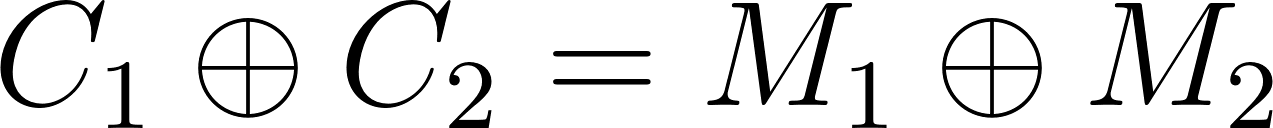 C₁ ⊕ C₂ = M₁ ⊕ M₂